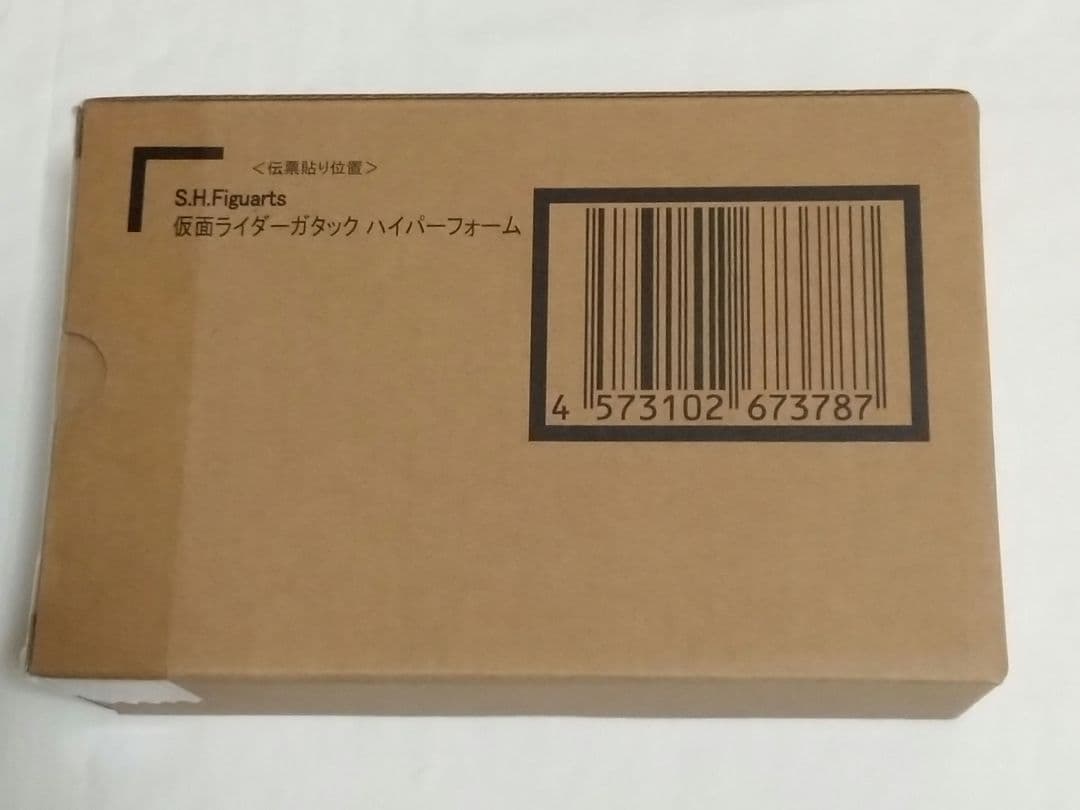 ＜伝票貼り位置＞
S.H.Figuarts
仮面ライダーガタック ハイパーフォーム
4 573102 673787